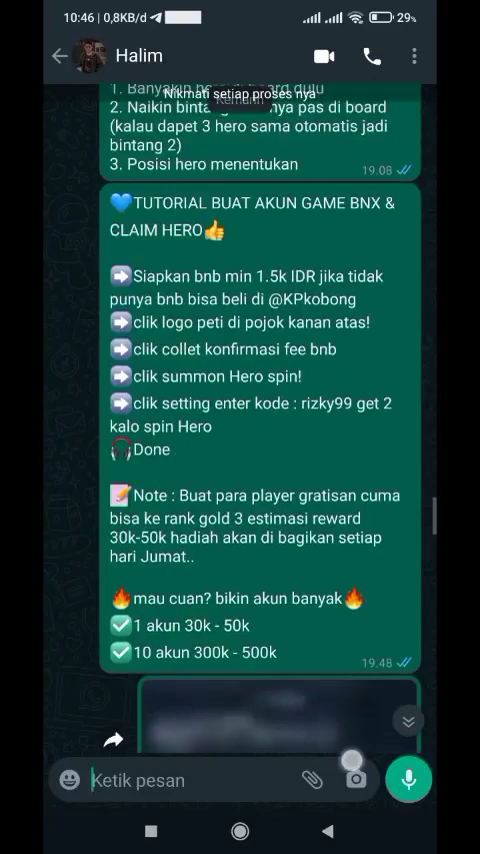 10:46 | 0,8KB/d
29%
Halim
Nikmati setiap proses nya
Kemarin
1. Banyakin
2. Naikin bintang nya pas di board
(kalau dapet 3 hero sama otomatis jadi
bintang 2)
3. Posisi hero menentukan
19.08
💙TUTORIAL BUAT AKUN GAME BNX &
CLAIM HERO👍
➡️Siapkan bnb min 1.5k IDR jika tidak
punya bnb bisa beli di @KPkobong
➡️clik logo peti di pojok kanan atas!
➡️clik collet konfirmasi fee bnb
➡️clik summon Hero spin!
➡️clik setting enter kode : rizky99 get 2
kalo spin Hero
🎧Done
📝Note : Buat para player gratisan cuma
bisa ke rank gold 3 estimasi reward
30k-50k hadiah akan di bagikan setiap
hari Jumat..
🔥mau cuan? bikin akun banyak🔥
✅1 akun 30k - 50k
✅10 akun 300k - 500k
19.48
Ketik pesan